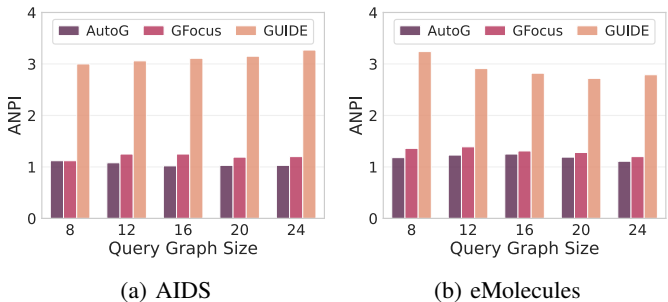 AutoG GFocus GUIDE
4
3
2
1
0
ANPI
8 12 16 20 24
Query Graph Size
(a) AIDS
AutoG GFocus GUIDE
4
3
2
1
0
ANPI
8 12 16 20 24
Query Graph Size
(b) eMolecules